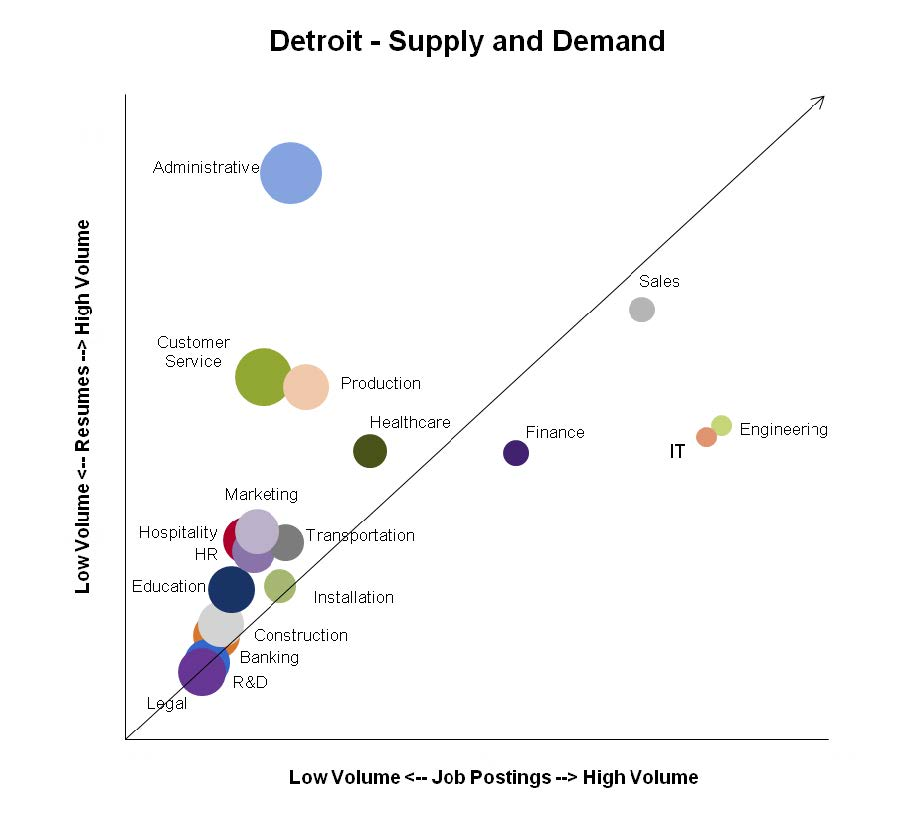 Detroit - Supply and Demand
Administrative
Sales
Customer
Service
Production
Healthcare
Finance
Engineering
IT
Marketing
Hospitality
Transportation
HR
Education
Installation
Construction
Banking
R&D
Legal
Low Volume <-- Resumes --> High Volume
Low Volume <-- Job Postings --> High Volume